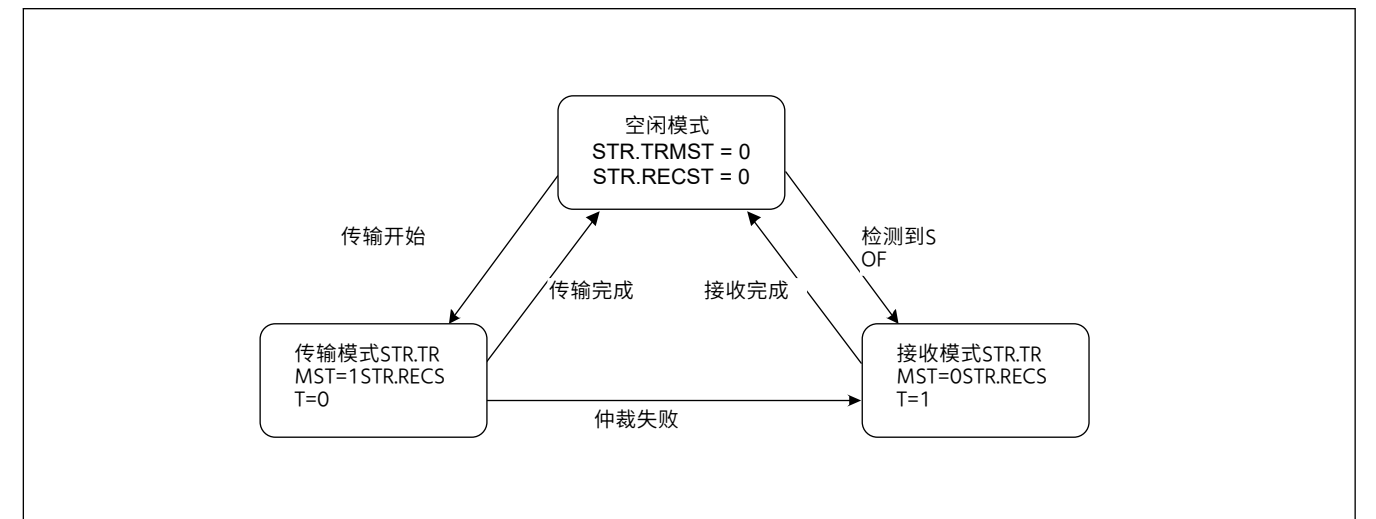 空闲模式
STR.TRMST = 0
STR.RECST = 0
传输开始
检测到S
OF
传输完成
接收完成
传输模式STR.TR
MST=1STR.RECS
T=0
接收模式STR.TR
MST=0STR.RECS
T=1
仲裁失败